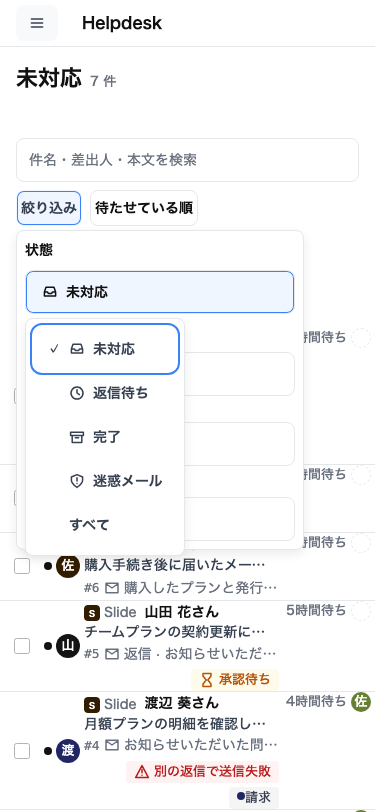 Helpdesk
未対応 7 件
件名・差出人・本文を検索
絞り込み 待たせている順
状態
未対応
時間待ち
✓ 未対応
返信待ち
完了
迷惑メール
時間待ち
すべて
時間待ち
佐 購入手続き後に届いたメー…
#6 購入したプランと発行…
S Slide 山田 花さん 5時間待ち
山 チームプランの契約更新に…
#5 返信・お知らせいただ…
承認待ち
S Slide 渡辺 葵さん 4時間待ち 佐
渡 月額プランの明細を確認し…
#4 お知らせいただいた問…
別の返信で送信失敗
請求